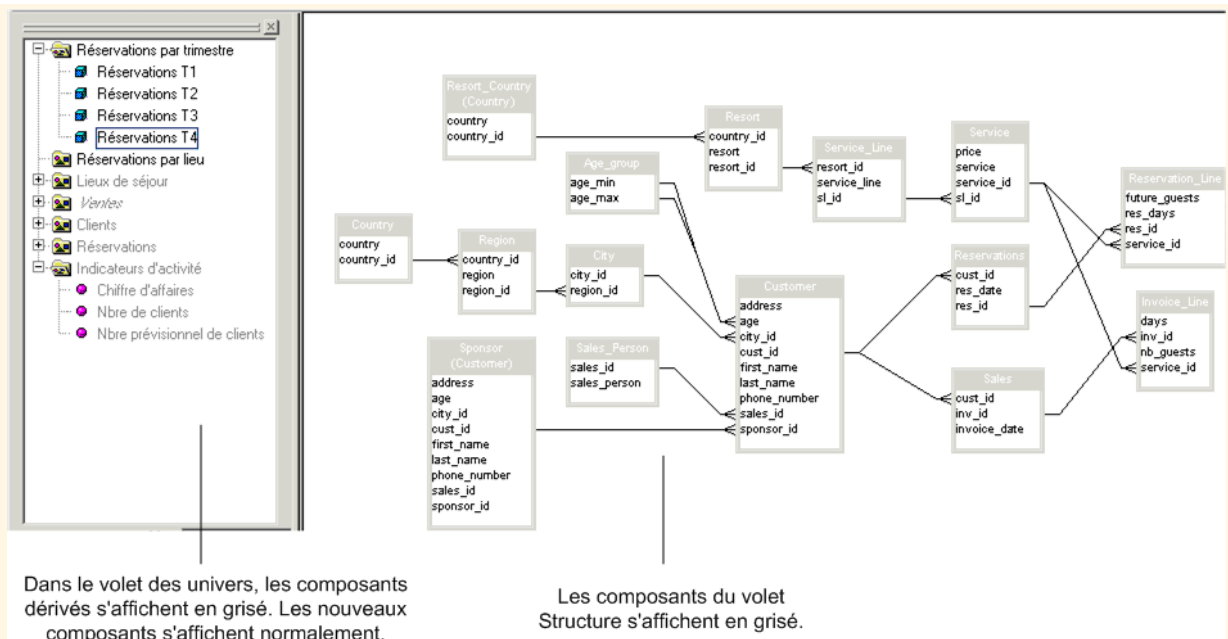 Réservations par trimestre
Réservations T1
Réservations T2
Réservations T3
Réservations T4
Réservations par lieu
Lieux de séjour
Ventes
Clients
Réservations
Indicateurs d'activité
Chiffre d'affaires
Nbre de clients
Nbre prévisionnel de clients
Resort_Country
(Country)
country
country_id
Resort
country_id
resort
resort_id
Service_Line
resort_id
service_line
sl_id
Service
price
service
service_id
sl_id
Reservation_Line
future_guests
res_days
res_id
service_id
Age_group
age_min
age_max
Country
country
country_id
Region
country_id
region
region_id
City
city_id
region_id
Customer
address
age
city_id
cust_id
first_name
last_name
phone_number
sales_id
sponsor_id
Reservations
cust_id
res_date
res_id
Invoice_Line
days
inv_id
nb_guests
service_id
Sponsor
(Customer)
address
age
city_id
cust_id
first_name
last_name
phone_number
sales_id
sponsor_id
Sales_Person
sales_id
sales_person
Sales
cust_id
inv_id
invoice_date
Dans le volet des univers, les composants
dérivés s'affichent en grisé. Les nouveaux
composants s'affichent normalement.
Les composants du volet
Structure s'affichent en grisé.